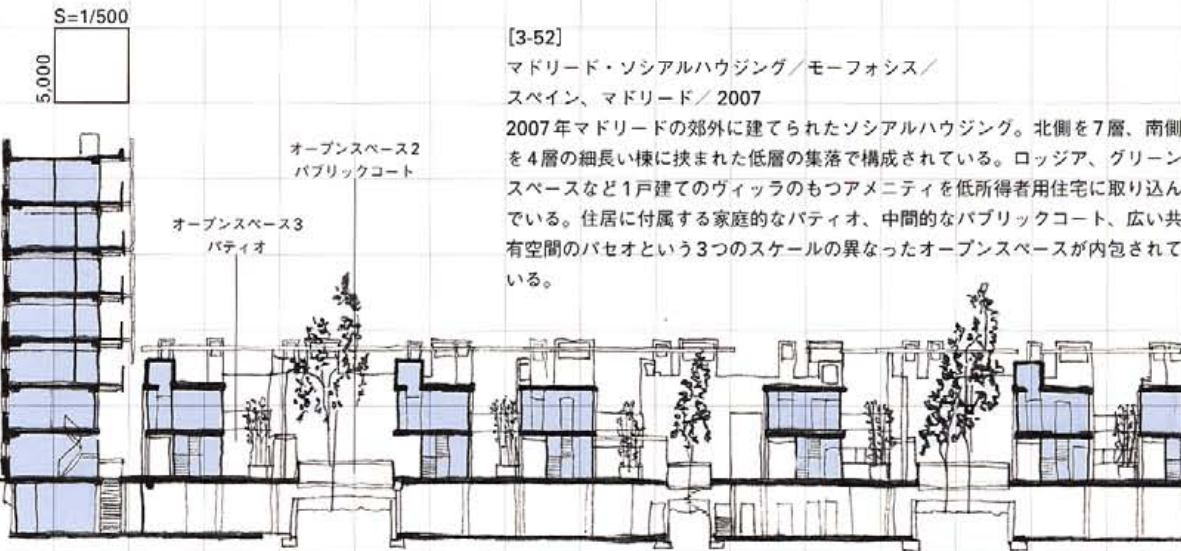 S=1/500
5,000
[3-52]
マドリード・ソシアルハウジング／モーフォシス／
スペイン、マドリード／2007
2007年マドリードの郊外に建てられたソシアルハウジング。北側を7層、南側
を4層の細長い棟に挟まれた低層の集落で構成されている。ロッジア、グリーン
スペースなど1戸建てのヴィッラのもつアメニティを低所得者用住宅に取り込ん
でいる。住居に付属する家庭的なパティオ、中間的なパブリックコート、広い共
有空間のパセオという3つのスケールの異なったオープンスペースが内包されて
いる。
オープンスペース2
パブリックコート
オープンスペース3
パティオ